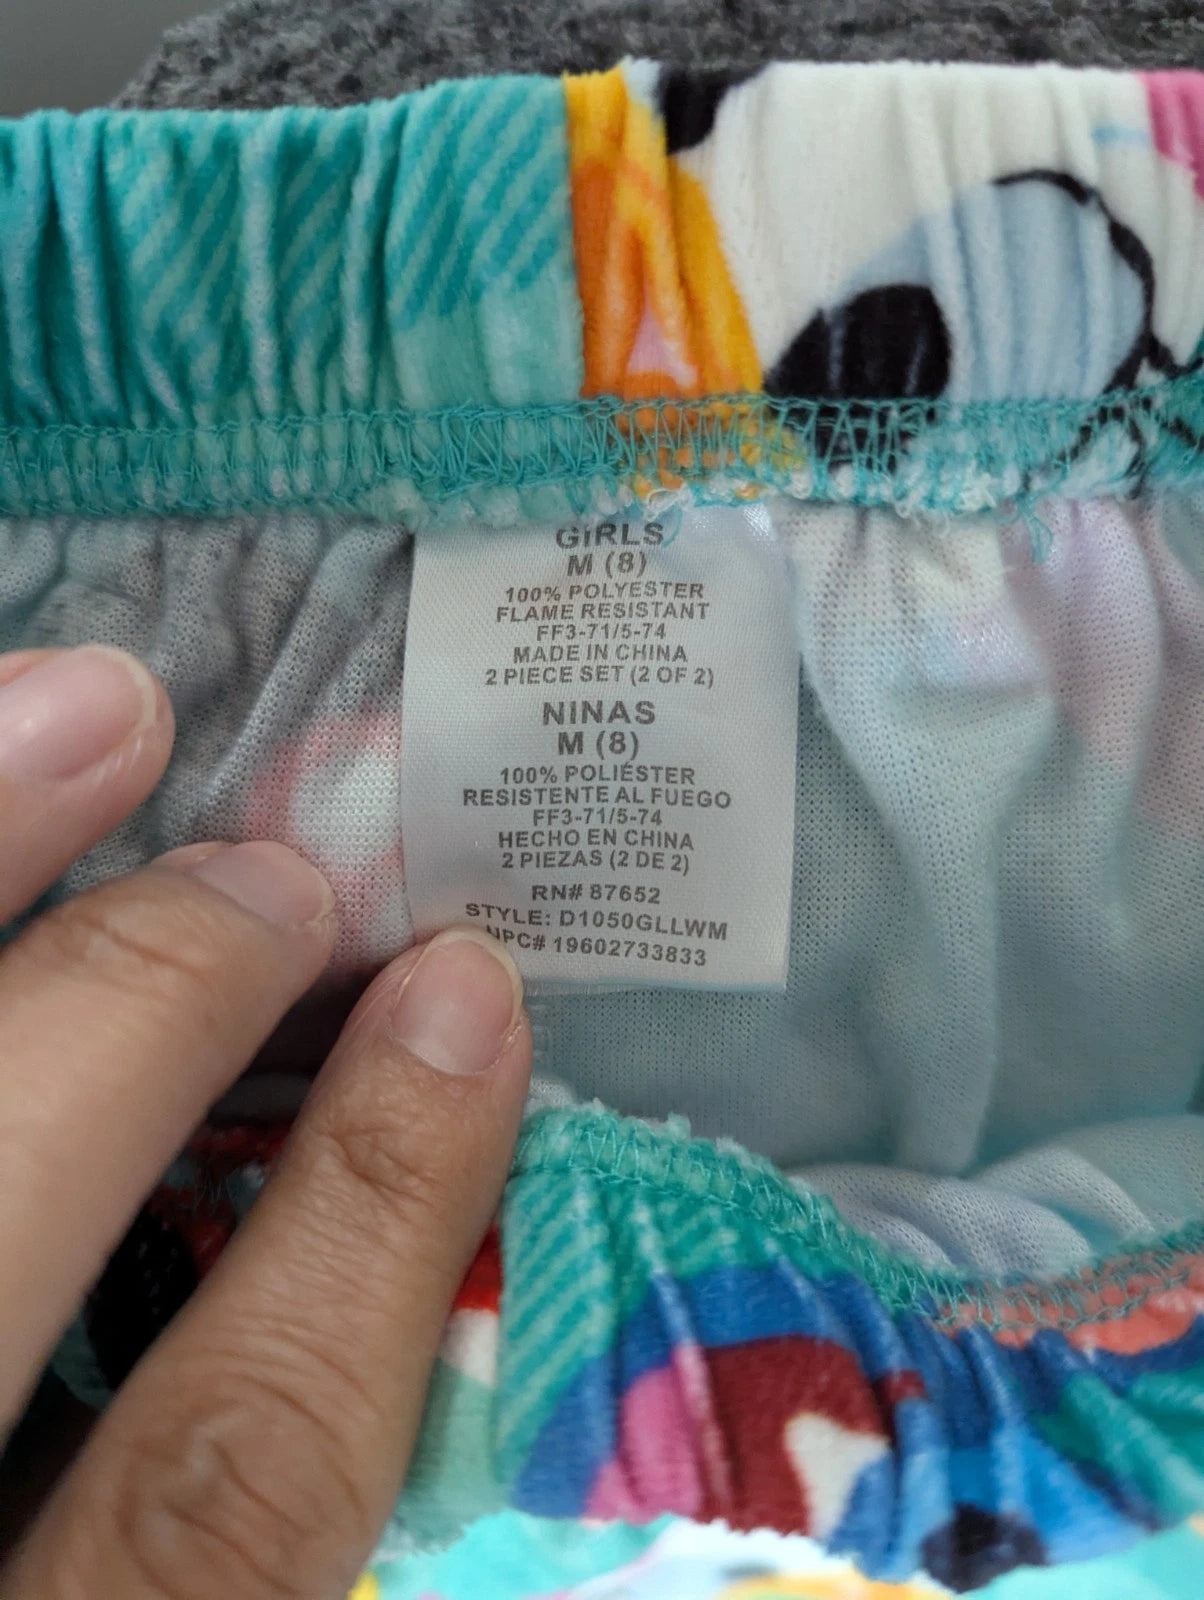 GIRLS
M (8)
100% POLYESTER
FLAME RESISTANT
FF3-71/5-74
MADE IN CHINA
2 PIECE SET (2 OF 2)
NINAS
M (8)
100% POLIÉSTER
RESISTENTE AL FUEGO
FF3-71/5-74
HECHO EN CHINA
2 PIEZAS (2 DE 2)
RN# 87652
STYLE: D1050GLLWM
UPC# 19602733833